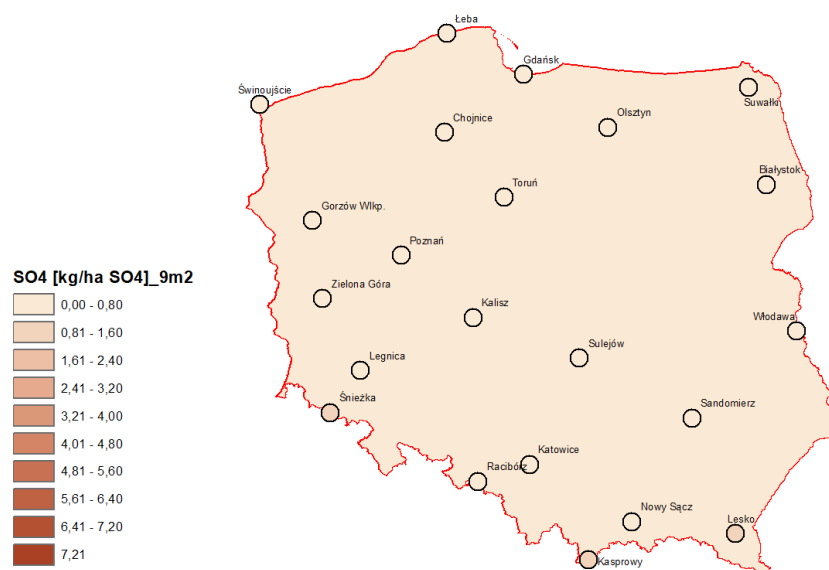 Łeba
Gdańsk
Świnoujście
Suwałki
Chojnice
Olsztyn
Białystok
Toruń
Gorzów Wlkp.
Poznań
SO4 [kg/ha SO4]_9m2
0,00 - 0,80
0,81 - 1,60
1,61 - 2,40
2,41 - 3,20
3,21 - 4,00
4,01 - 4,80
4,81 - 5,60
5,61 - 6,40
6,41 - 7,20
7,21
Zielona Góra
Kalisz
Włodawa
Sulejów
Legnica
Śnieżka
Sandomierz
Katowice
Racibórz
Nowy Sącz
Lesko
Kasprowy